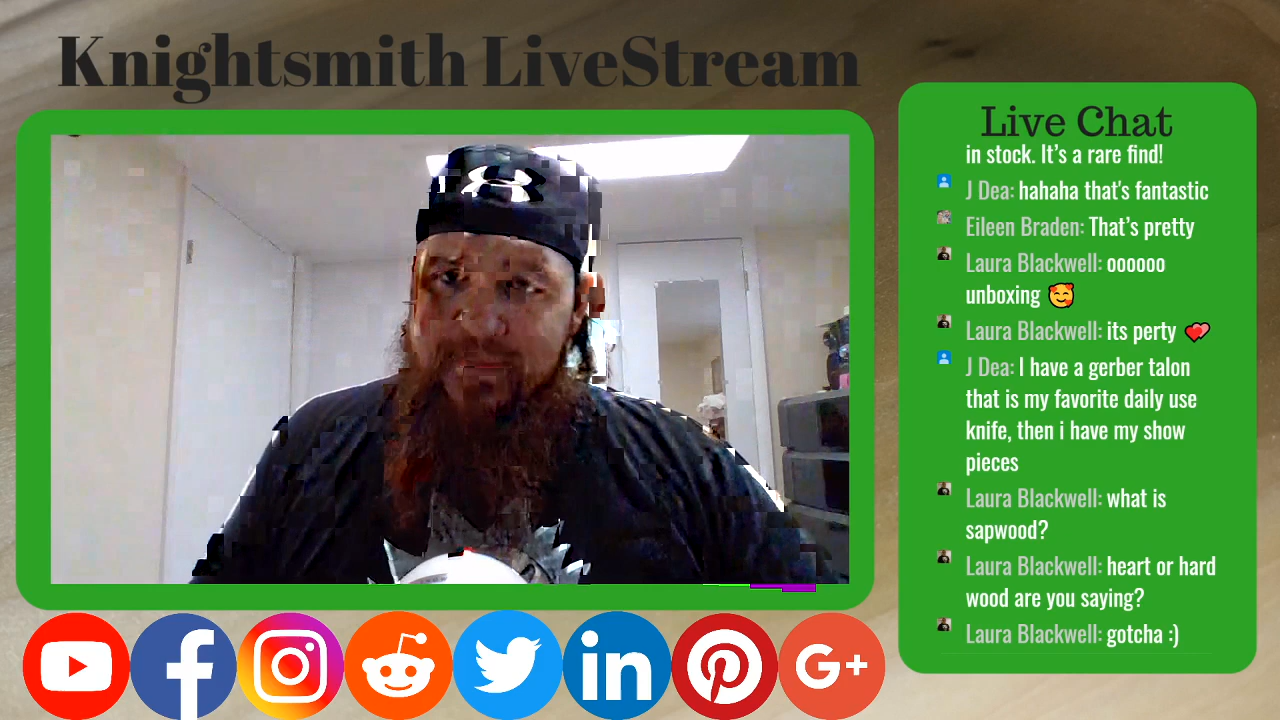 Knightsmith LiveStream
Live Chat
in stock. It’s a rare find!
J Dea: hahaha that's fantastic
Eileen Braden: That’s pretty
Laura Blackwell: oooooo
unboxing 🥰
Laura Blackwell: its perty 💕
J Dea: I have a gerber talon
that is my favorite daily use
knife, then i have my show
pieces
Laura Blackwell: what is
sapwood?
Laura Blackwell: heart or hard
wood are you saying?
Laura Blackwell: gotcha :)
in
G+